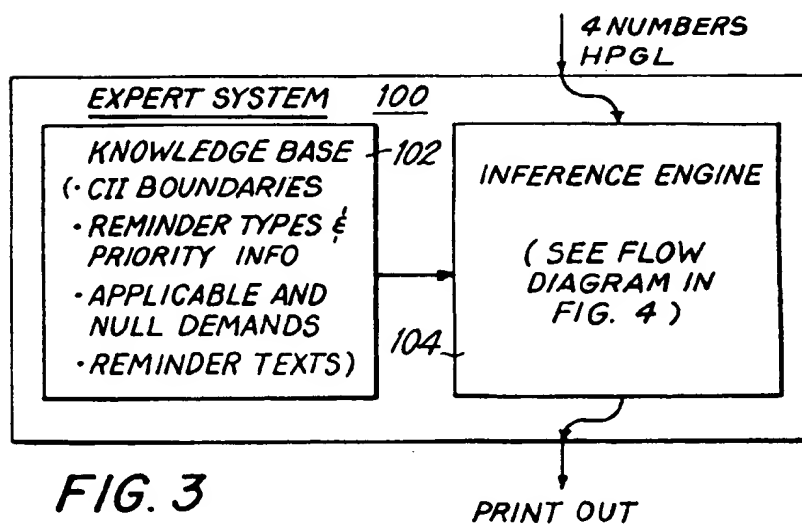 4 NUMBERS
HPGL
EXPERT SYSTEM 100
KNOWLEDGE BASE 102
(· CII BOUNDARIES
· REMINDER TYPES &
PRIORITY INFO
· APPLICABLE AND
NULL DEMANDS
· REMINDER TEXTS)
INFERENCE ENGINE
(SEE FLOW
DIAGRAM IN
FIG. 4)
104
FIG. 3
PRINT OUT